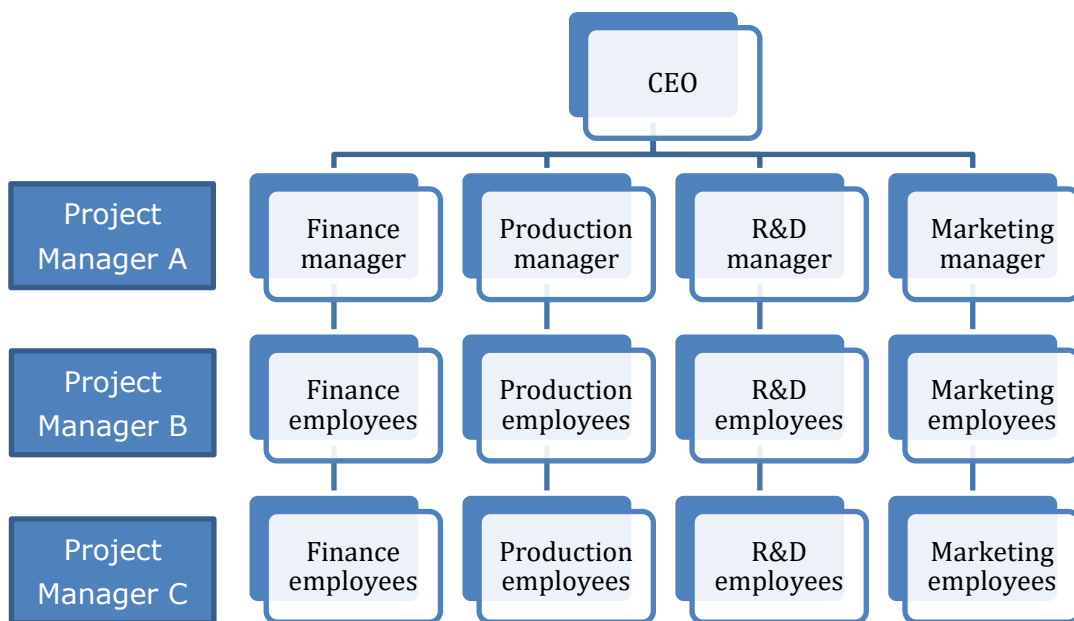 CEO
Project
Manager A
Finance
manager
Production
manager
R&D
manager
Marketing
manager
Project
Manager B
Finance
employees
Production
employees
R&D
employees
Marketing
employees
Project
Manager C
Finance
employees
Production
employees
R&D
employees
Marketing
employees